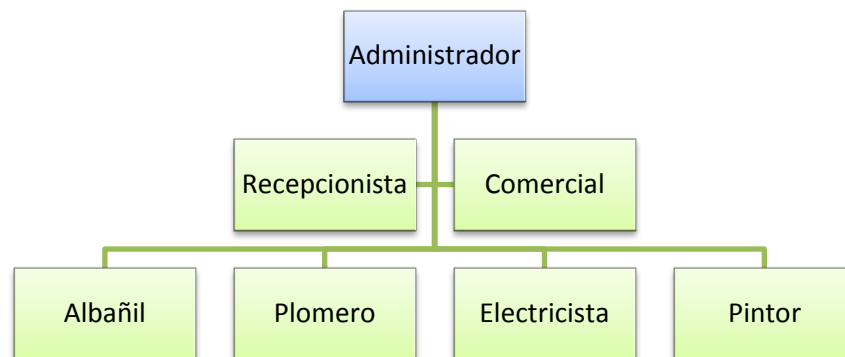 Administrador
Recepcionista
Comercial
Albañil
Plomero
Electricista
Pintor